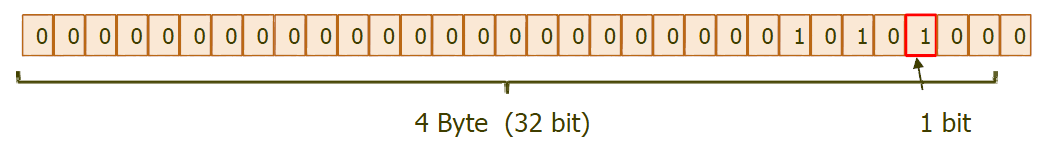 0 0 0 0 0 0 0 0 0 0 0 0 0 0 0 0 0 0 0 0 0 0 0 0 1 0 1 0 1 0 0 0
4 Byte (32 bit) 1 bit